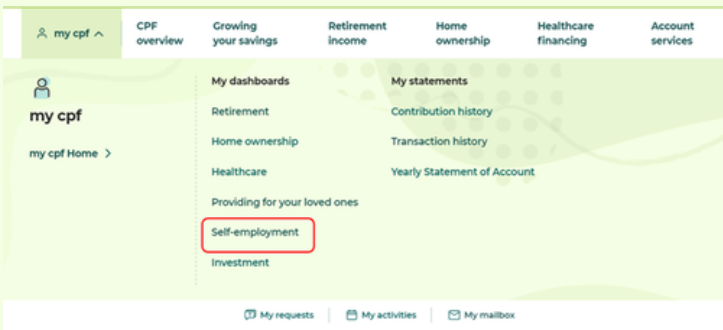 my cpf
CPF
overview
Growing
your savings
Retirement
income
Home
ownership
Healthcare
financing
Account
services
my cpf
my cpf Home >
My dashboards
Retirement
Home ownership
Healthcare
Providing for your loved ones
Self-employment
Investment
My statements
Contribution history
Transaction history
Yearly Statement of Account
My requests
My activities
My mailbox